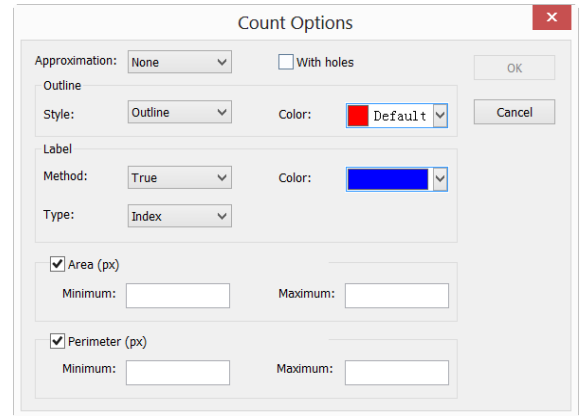 Count Options
Approximation: None With holes OK
Outline
Style: Outline Color: Default Cancel
Label
Method: True Color:
Type: Index
Area (px)
Minimum: Maximum:
Perimeter (px)
Minimum: Maximum: